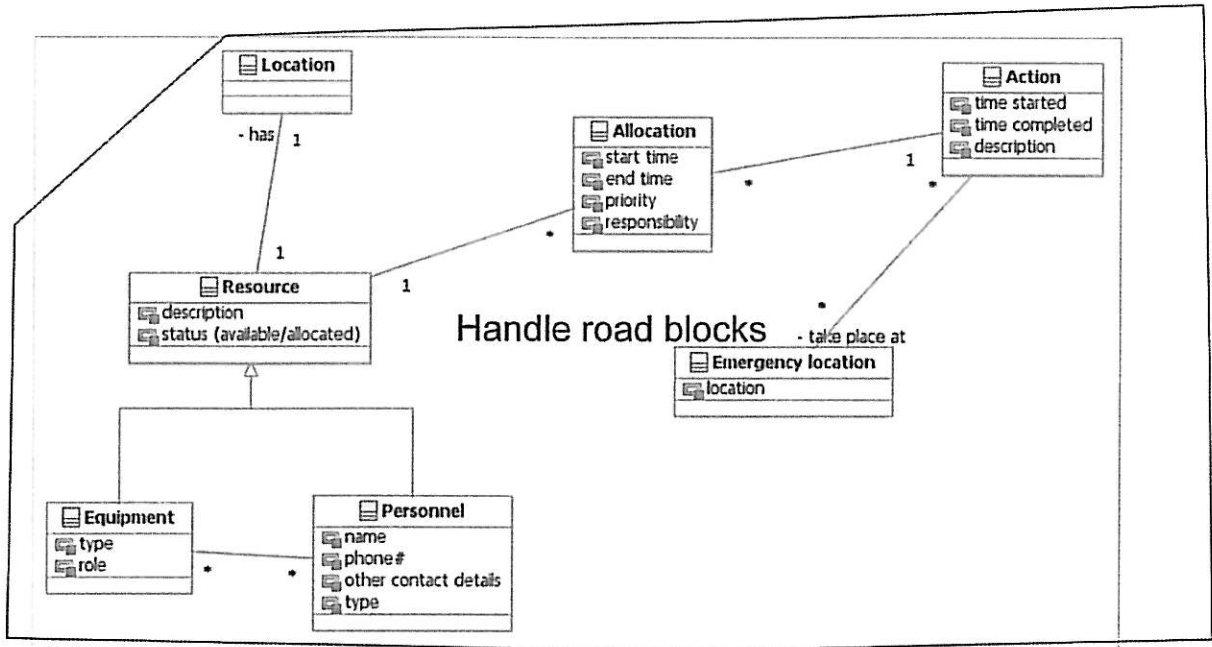 Location
- has
1
1
Resource
description
status (available/allocated)
1
*
Allocation
start time
end time
priority
responsibility
*
1
Action
time started
time completed
description
*
*
- take place at
Handle road blocks
Emergency location
location
Equipment
type
role
*
*
Personnel
name
phone#
other contact details
type